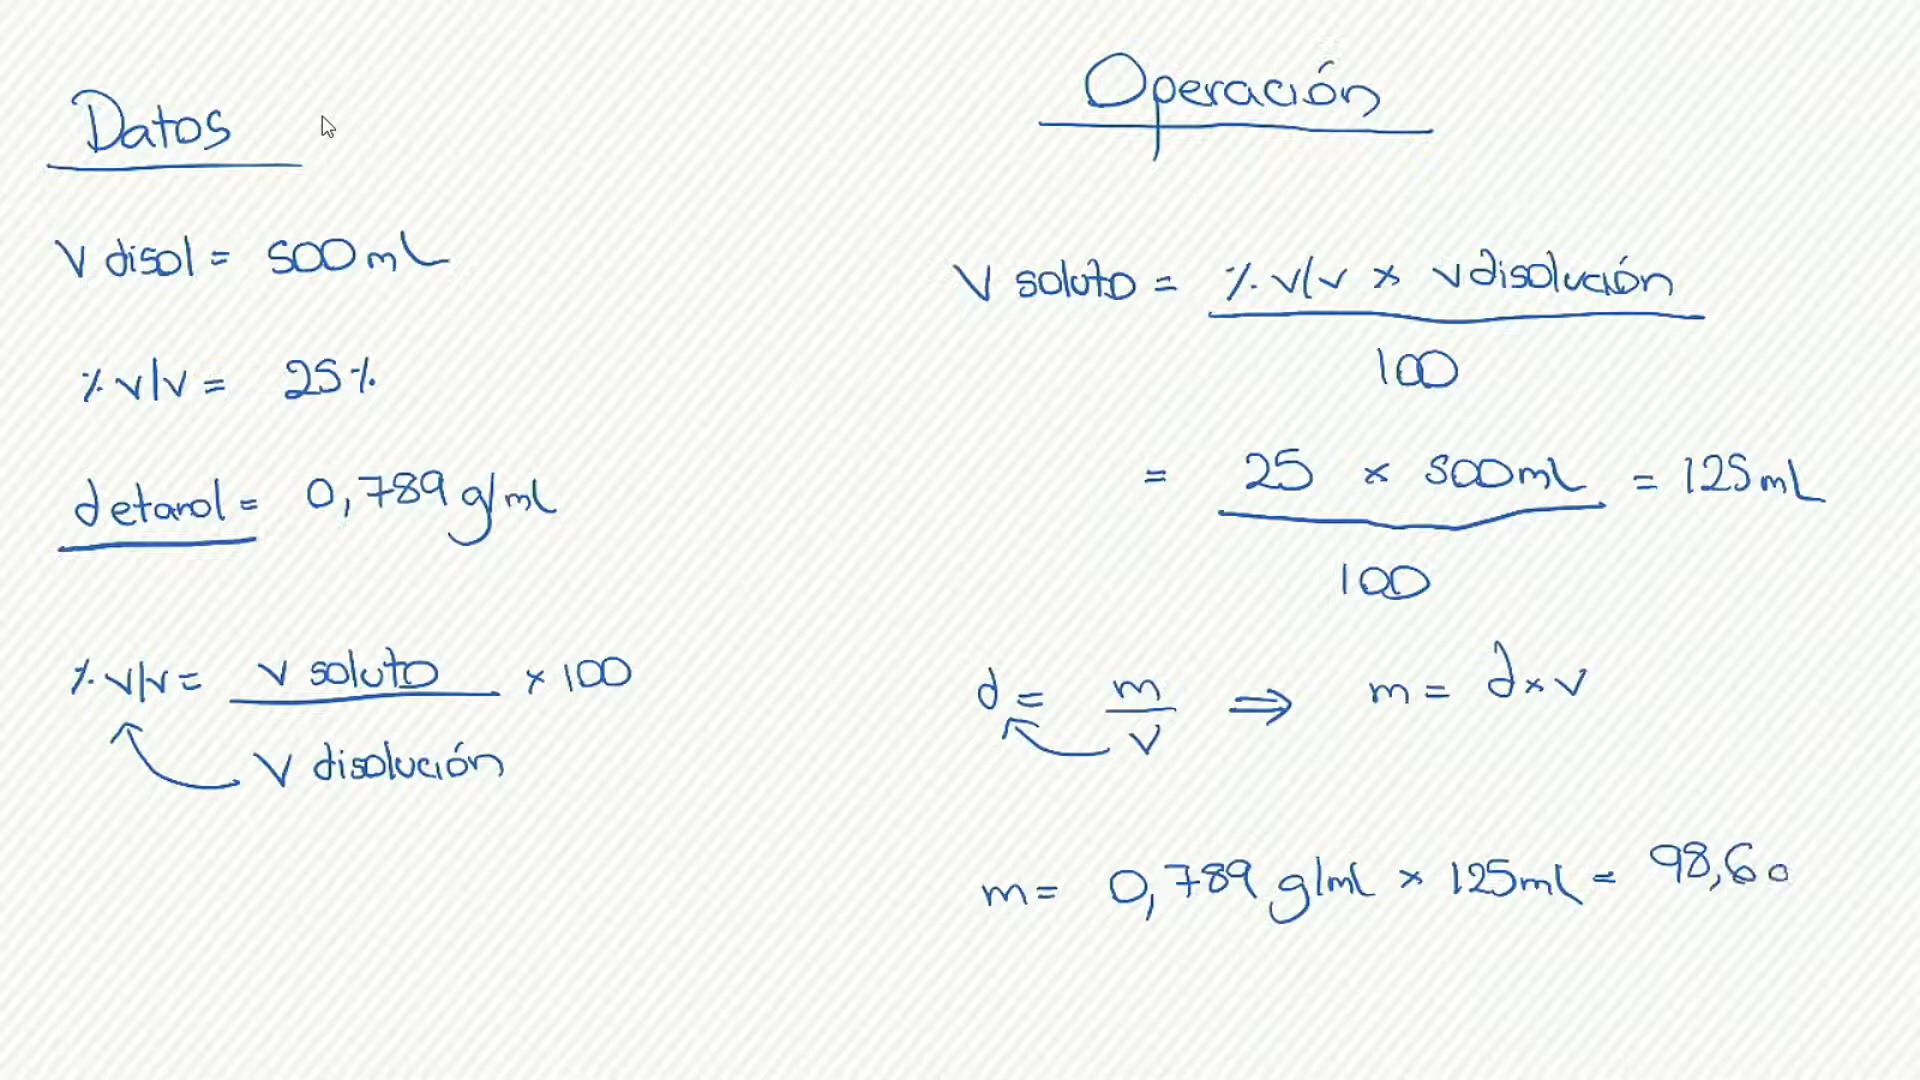 Datos
V disol = 500 mL
% v/v = 25 %
d etanol = 0,789 g/mL
% v/v = V soluto / V disolución × 100
Operación
V soluto = % v/v × v disolución / 100
= 25 × 500 mL / 100 = 125 mL
d = m / v ⇒ m = d × v
m = 0,789 g/mL × 125 mL = 98,6